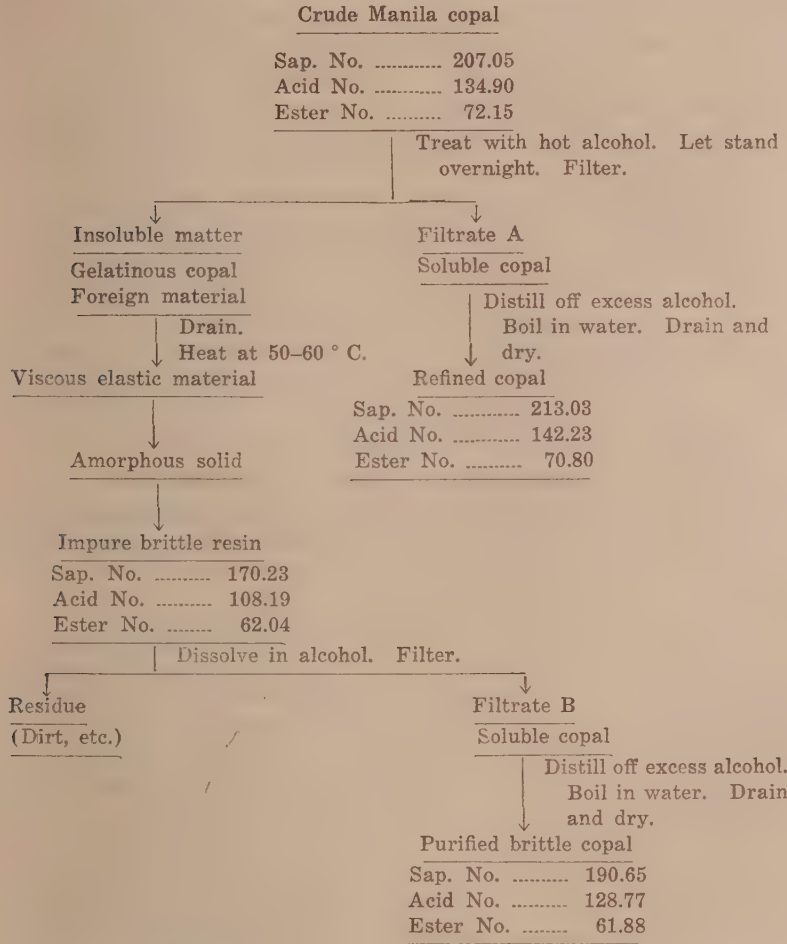 Crude Manila copal
Sap. No. ............ 207.05
Acid No. ............ 134.90
Ester No. .......... 72.15
Treat with hot alcohol. Let stand
overnight. Filter.
Insoluble matter
Gelatinous copal
Foreign material
Drain.
Heat at 50–60 ° C.
Viscous elastic material
Amorphous solid
Impure brittle resin
Sap. No. .......... 170.23
Acid No. .......... 108.19
Ester No. ........ 62.04
Filtrate A
Soluble copal
Distill off excess alcohol.
Boil in water. Drain and
dry.
Refined copal
Sap. No. ............ 213.03
Acid No. ............ 142.23
Ester No. .......... 70.80
Dissolve in alcohol. Filter.
Residue
(Dirt, etc.)
Filtrate B
Soluble copal
Distill off excess alcohol.
Boil in water. Drain
and dry.
Purified brittle copal
Sap. No. .......... 190.65
Acid No. .......... 128.77
Ester No. ........ 61.88